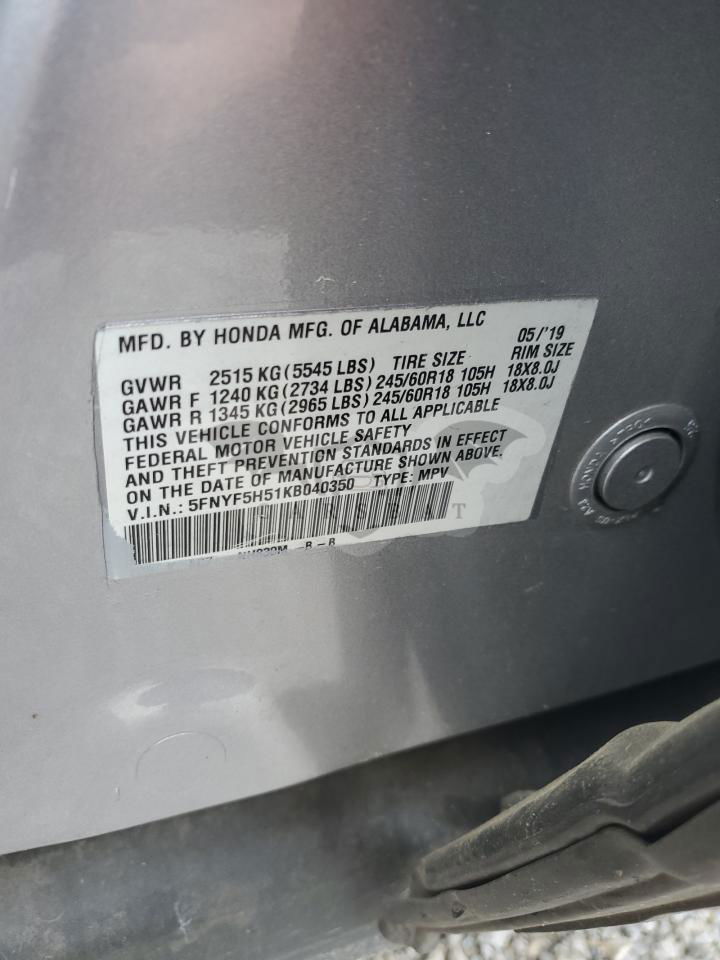 MFD. BY HONDA MFG. OF ALABAMA, LLC 05/'19
GVWR 2515 KG (5545 LBS) TIRE SIZE RIM SIZE
GAWR F 1240 KG (2734 LBS) 245/60R18 105H 18X8.0J
GAWR R 1345 KG (2965 LBS) 245/60R18 105H 18X8.0J
THIS VEHICLE CONFORMS TO ALL APPLICABLE
FEDERAL MOTOR VEHICLE SAFETY
AND THEFT PREVENTION STANDARDS IN EFFECT
ON THE DATE OF MANUFACTURE SHOWN ABOVE.
V.I.N.: 5FNYF5H51KB040350 TYPE: MPV